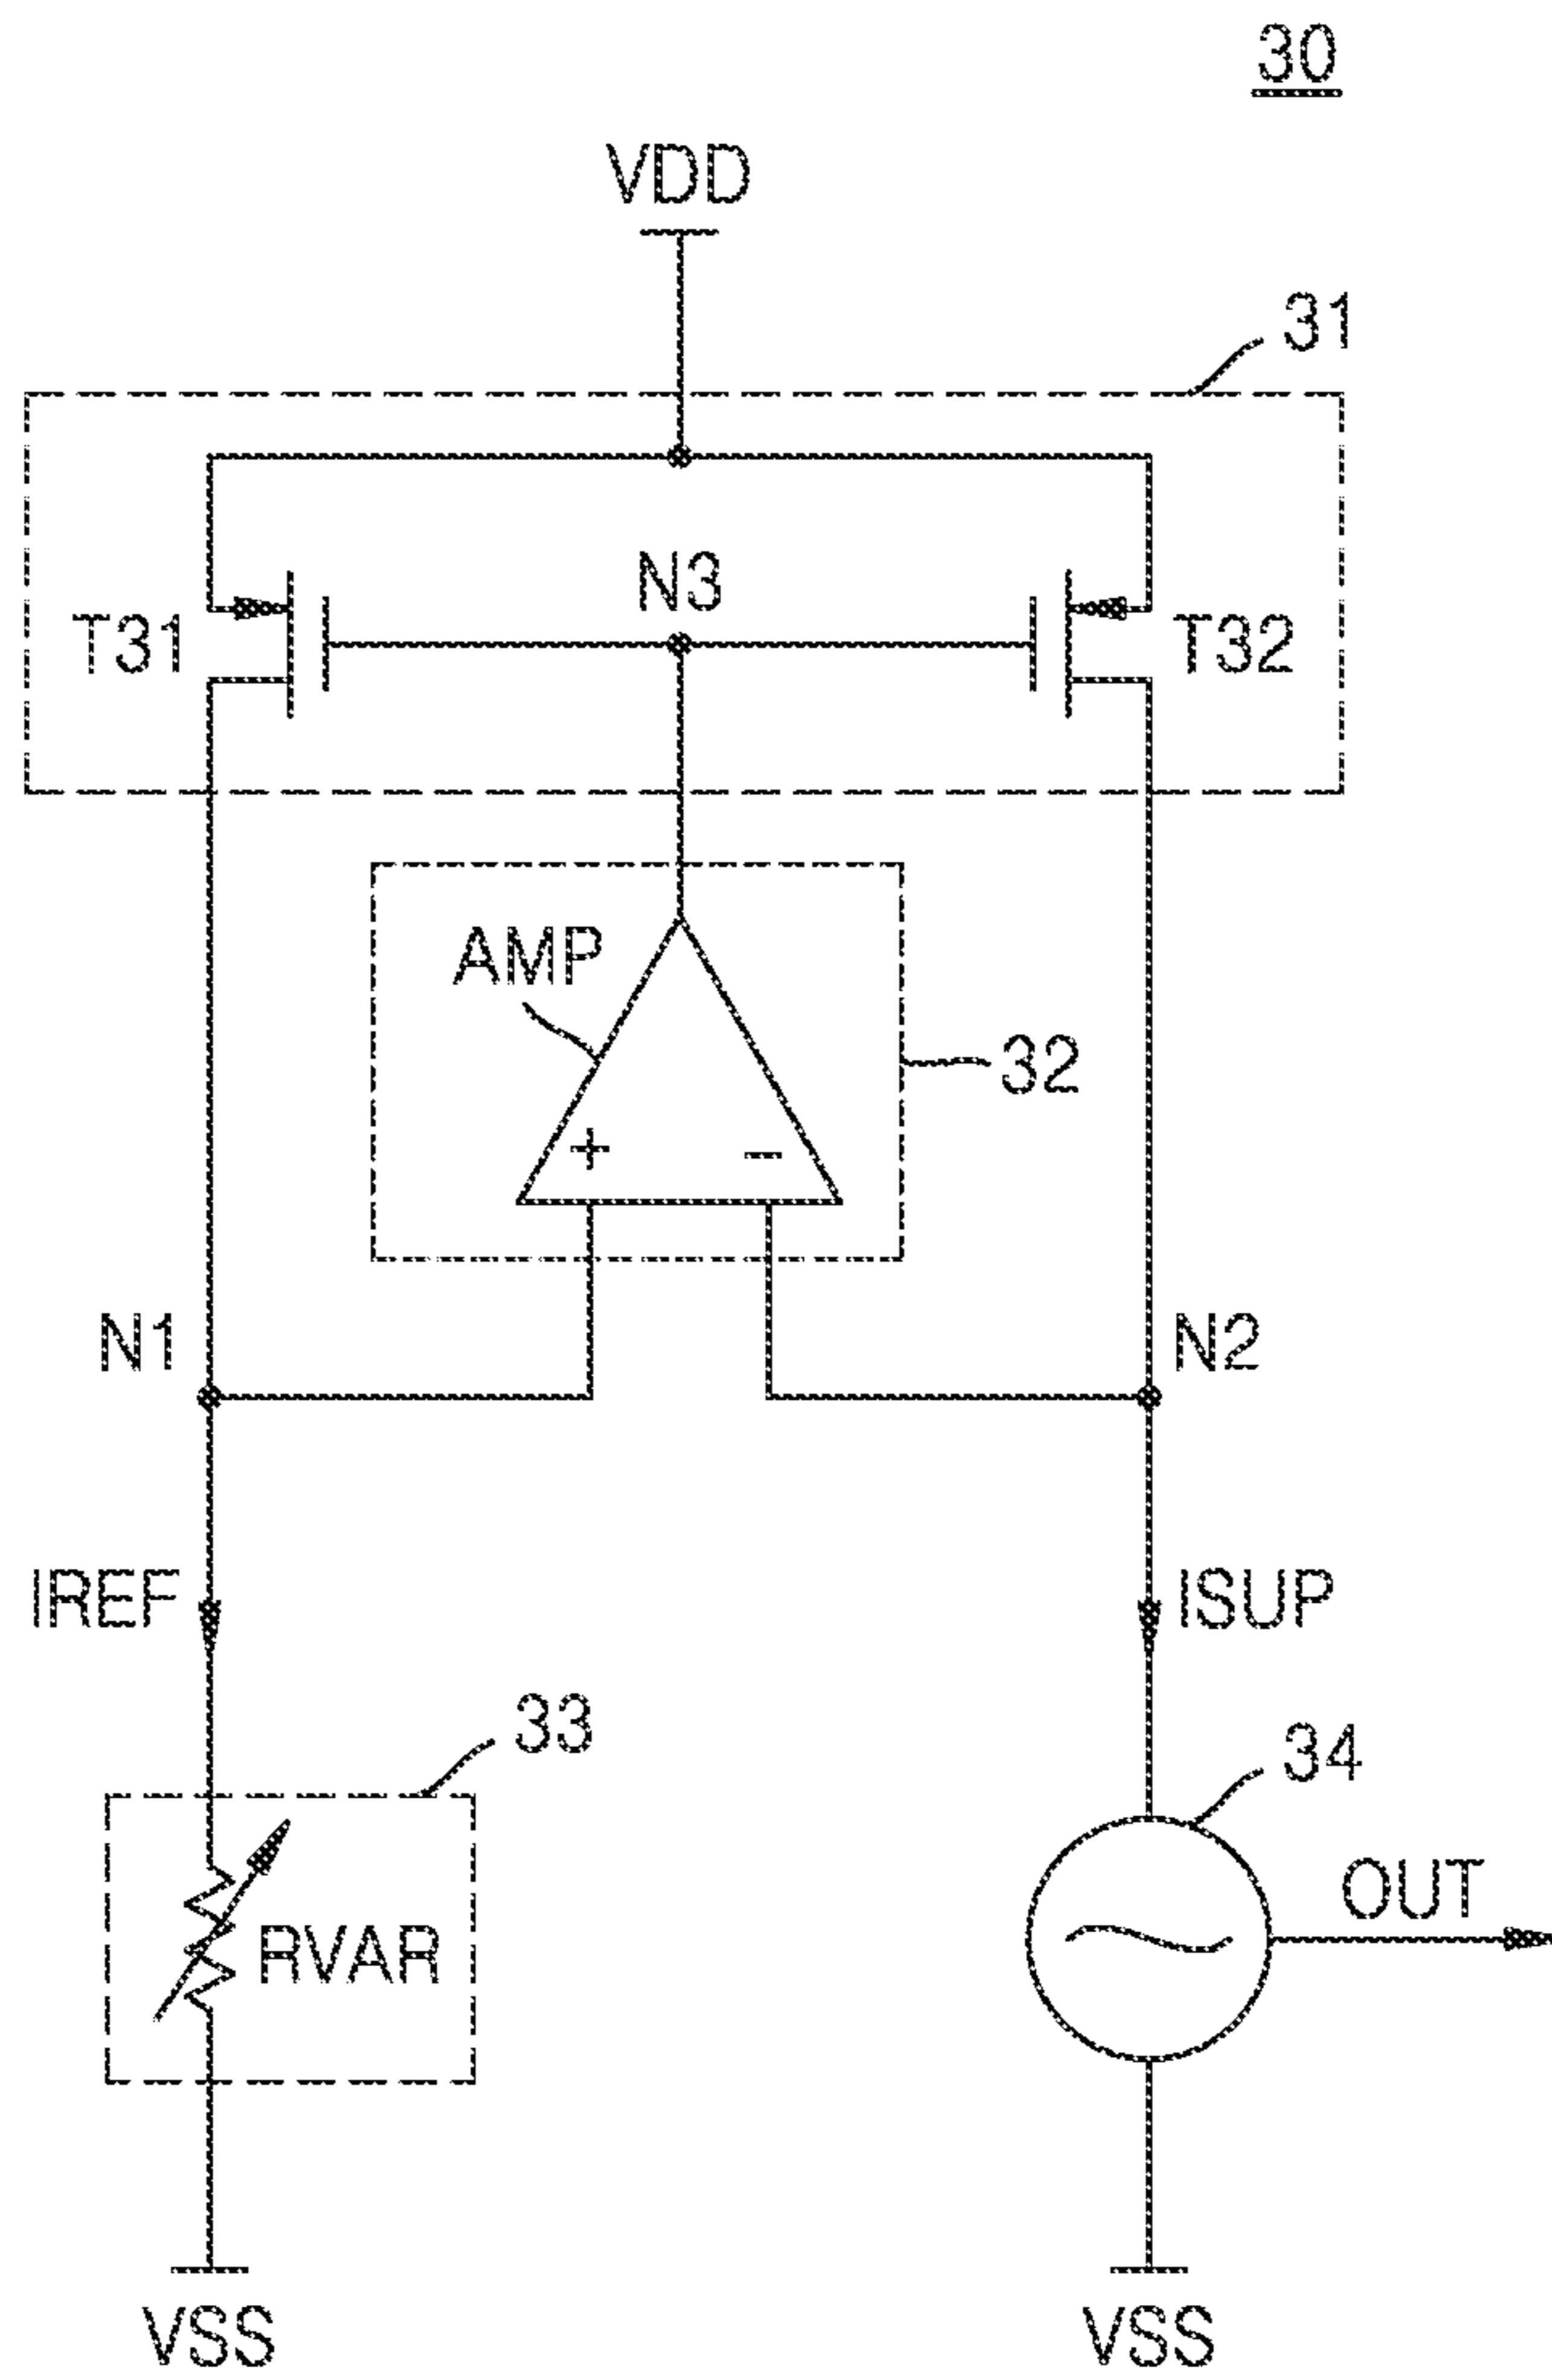 30
VDD
31
N3
T31
T32
AMP
32
+ −
N1
N2
IREF
ISUP
33
34
OUT
RVAR
VSS
VSS